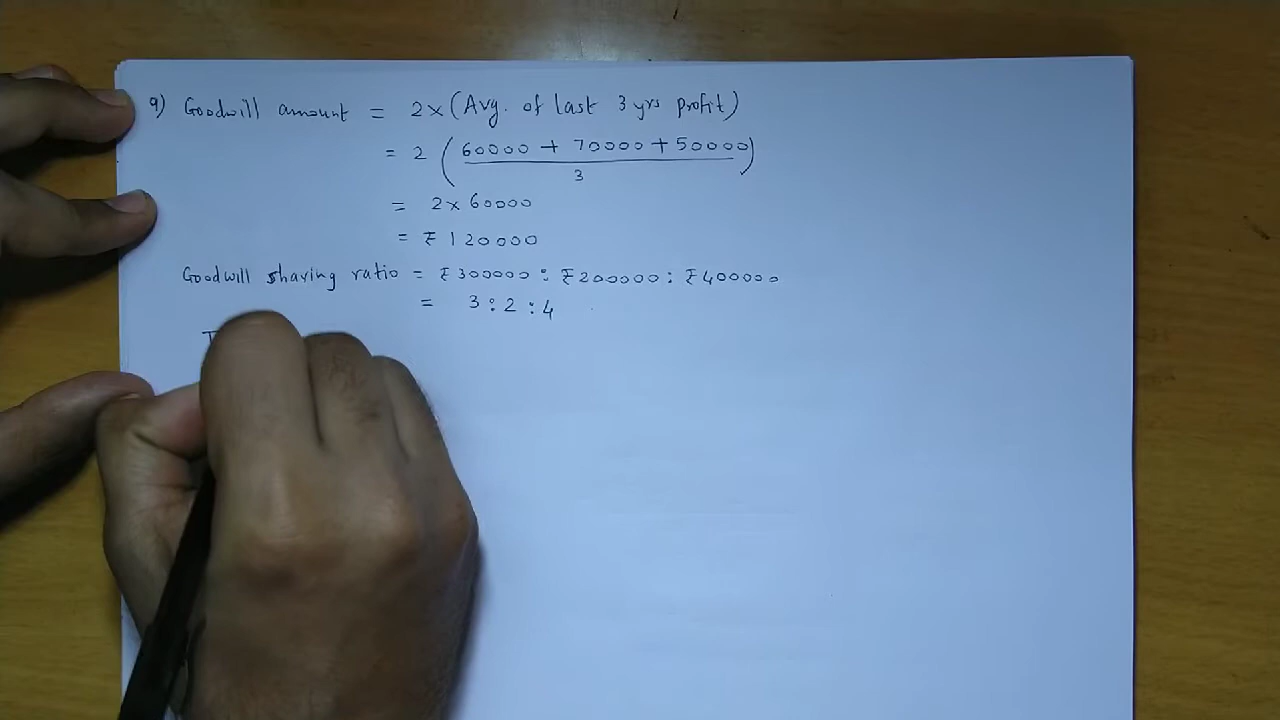 9) Goodwill amount = 2×(Avg. of last 3 yrs profit)
= 2 (60000 + 70000 + 50000 / 3)
= 2×60000
= ₹120000
Goodwill sharing ratio = ₹300000 : ₹200000 : ₹400000
= 3:2:4